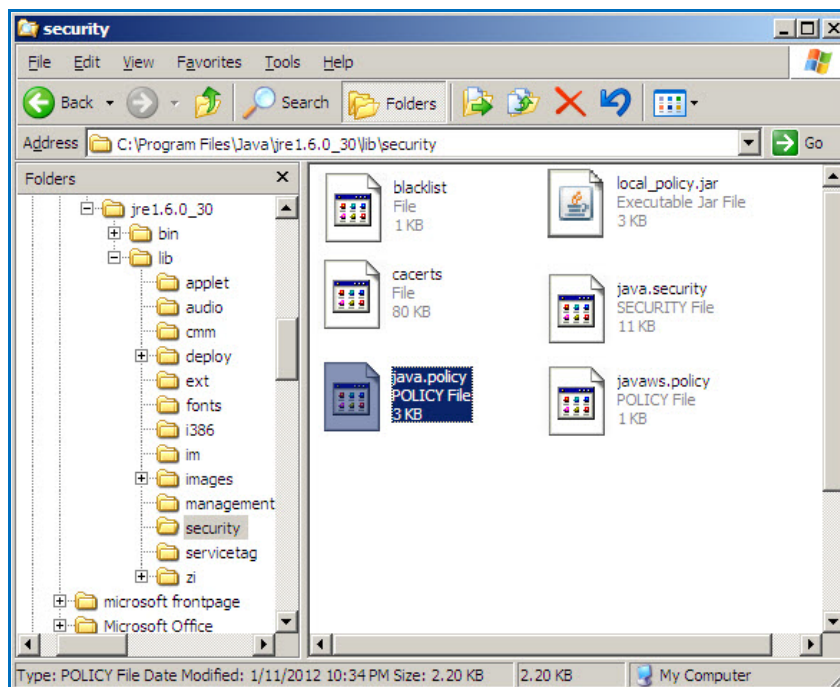 security
File Edit View Favorites Tools Help
Back Search Folders
Address C:\Program Files\Java\jre1.6.0_30\lib\security Go
Folders
jre1.6.0_30
bin
lib
applet
audio
cmm
deploy
ext
fonts
i386
im
images
management
security
servicetag
zi
microsoft frontpage
Microsoft Office
blacklist
File
1 KB
local_policy.jar
Executable Jar File
3 KB
cacerts
File
80 KB
java.security
SECURITY File
11 KB
java.policy
POLICY File
3 KB
javaws.policy
POLICY File
1 KB
Type: POLICY File Date Modified: 1/11/2012 10:34 PM Size: 2.20 KB 2.20 KB My Computer